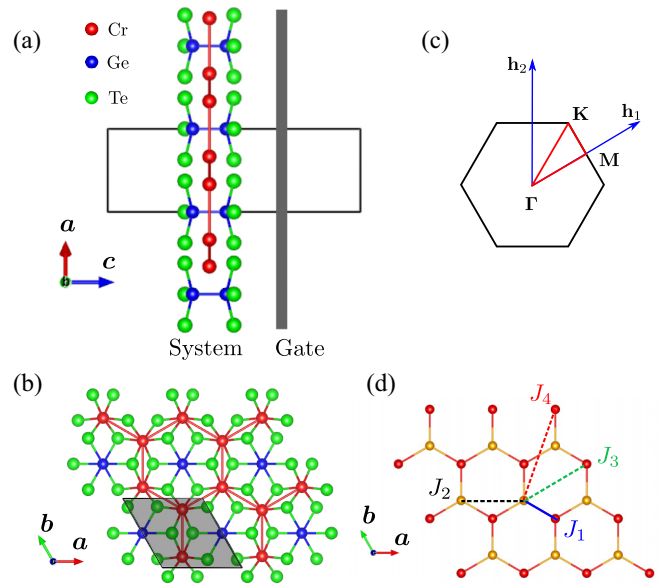 (a)
Cr
Ge
Te
a
b
c
System
Gate
(c)
h₂
h₁
K
M
Γ
(b)
b
a
(d)
J₄
J₃
J₂
J₁
b
a